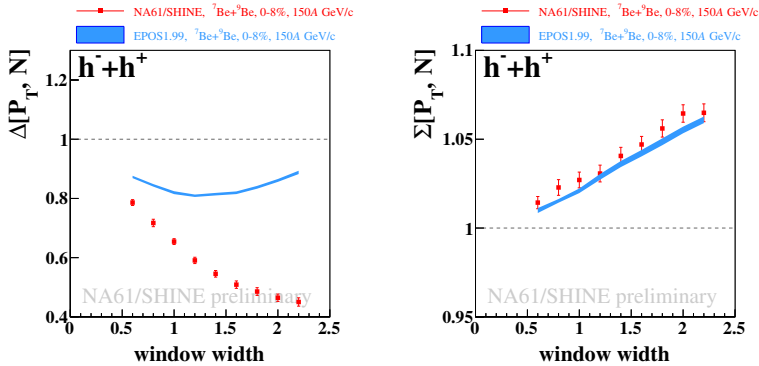 NA61/SHINE, ⁷Be+⁹Be, 0-8%, 150A GeV/c
EPOS1.99, ⁷Be+⁹Be, 0-8%, 150A GeV/c
h⁻+h⁺
Δ[P_T, N]
1.2
1
0.8
0.6
0.4
NA61/SHINE preliminary
0 0.5 1 1.5 2 2.5
window width
NA61/SHINE, ⁷Be+⁹Be, 0-8%, 150A GeV/c
EPOS1.99, ⁷Be+⁹Be, 0-8%, 150A GeV/c
h⁻+h⁺
Σ[P_T, N]
1.1
1.05
1
0.95
NA61/SHINE preliminary
0 0.5 1 1.5 2 2.5
window width